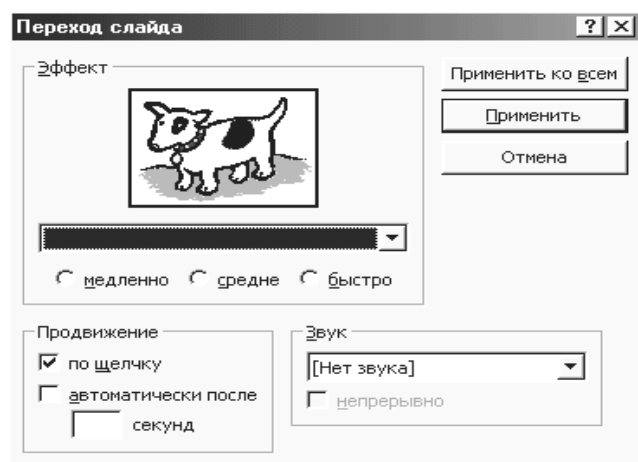 Переход слайда
Эффект
Применить ко всем
Применить
Отмена
медленно средне быстро
Продвижение
по щелчку
автоматически после
секунд
Звук
[Нет звука]
непрерывно